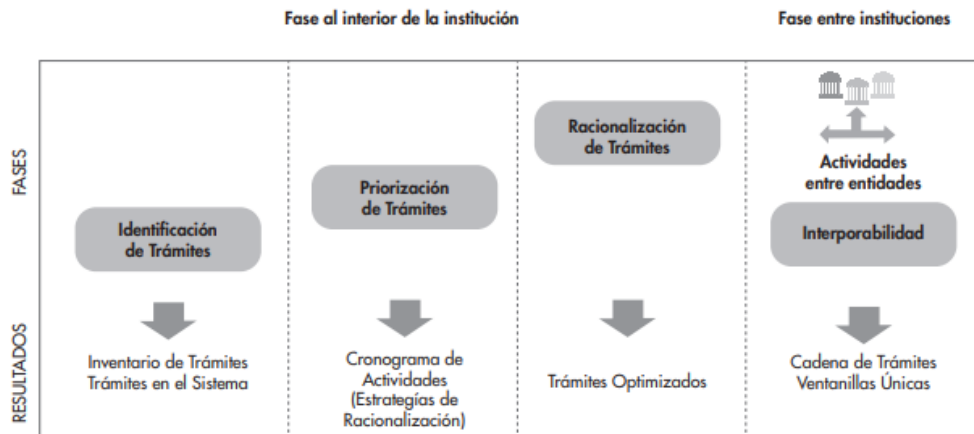 Fase al interior de la institución
Fase entre instituciones
FASES
Identificación
de Trámites
Priorización
de Trámites
Racionalización
de Trámites
Actividades
entre entidades
Interporabilidad
RESULTADOS
Inventario de Trámites
Trámites en el Sistema
Cronograma de
Actividades
(Estrategías de
Racionalización)
Trámites Optimizados
Cadena de Trámites
Ventanillas Únicas